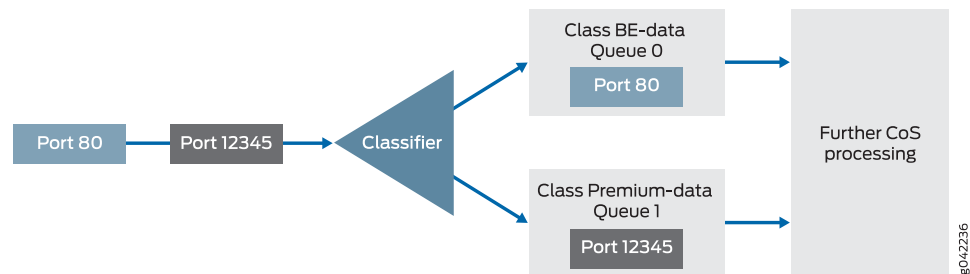 Port 80
Port 12345
Classifier
Class BE-data
Queue 0
Port 80
Class Premium-data
Queue 1
Port 12345
Further CoS
processing
g042236